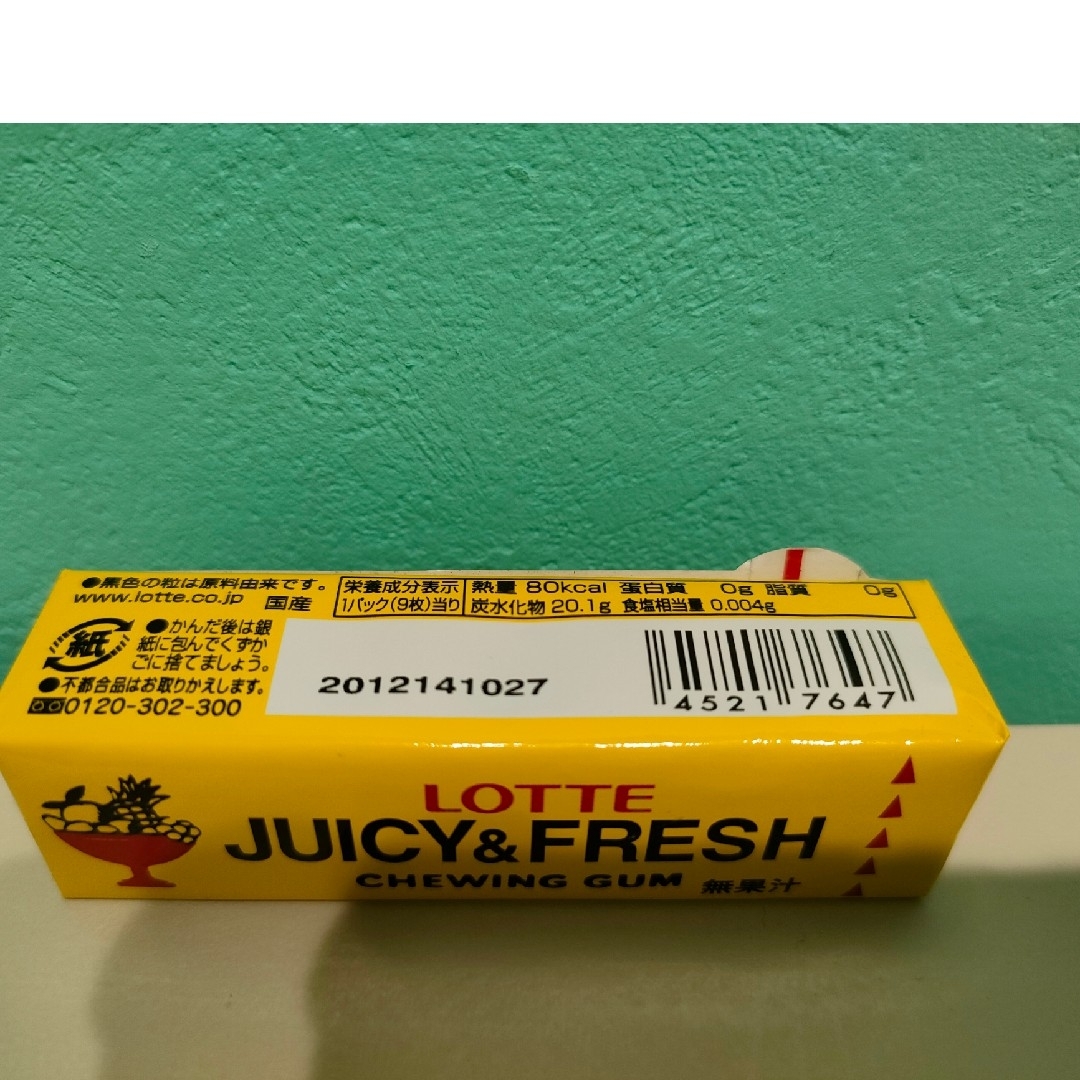 ●黒色の粒は原料由来です。
www.lotte.co.jp 国産
栄養成分表示
1パック(9枚)当り
熱量 80kcal 蛋白質 0g 脂質 0g
炭水化物 20.1g 食塩相当量 0.004g
紙
●かんだ後は銀
紙に包んでくずか
ごに捨てましょう。
●不都合品はお取りかえします。
0120-302-300
2012141027
4521 7647
LOTTE
JUICY&FRESH
CHEWING GUM 無果汁